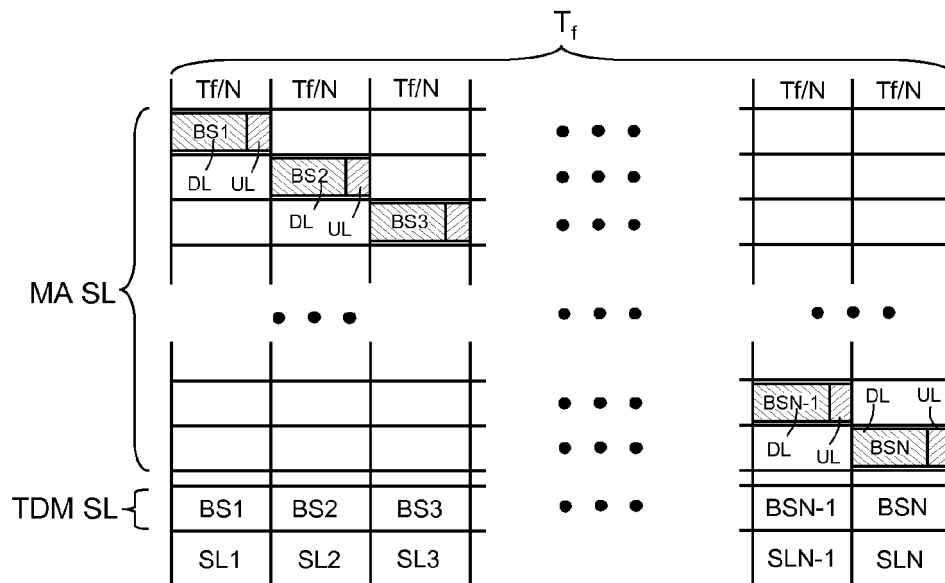 Tf
Tf/N Tf/N Tf/N Tf/N Tf/N
BS1
DL UL BS2
DL UL BS3
MA SL
BSN-1 DL UL
DL UL BSN
TDM SL BS1 BS2 BS3 BSN-1 BSN
SL1 SL2 SL3 SLN-1 SLN